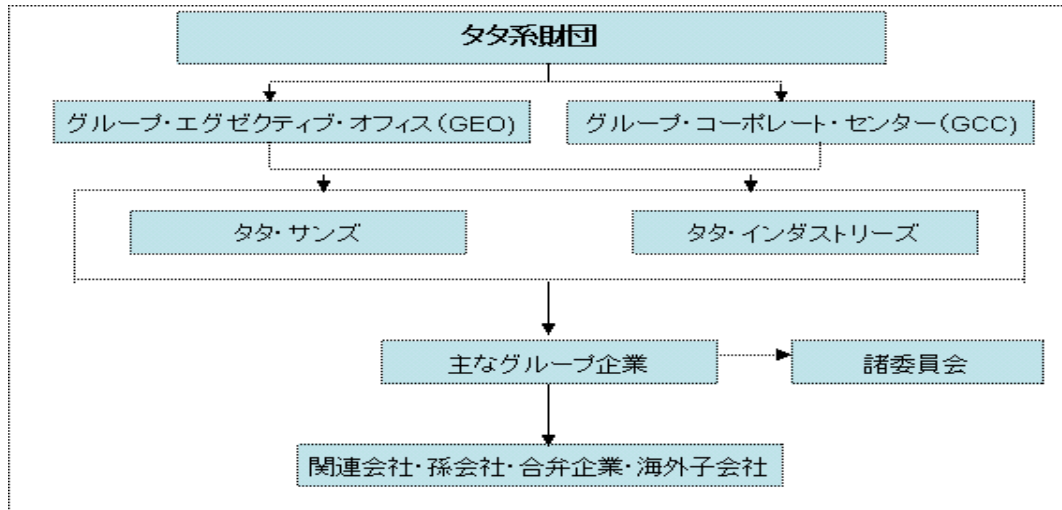 タタ系財団
グループ・エグゼクティブ・オフィス(GEO)
グループ・コーポレート・センター(GCC)
タタ・サンズ
タタ・インダストリーズ
主なグループ企業
諸委員会
関連会社・孫会社・合弁企業・海外子会社